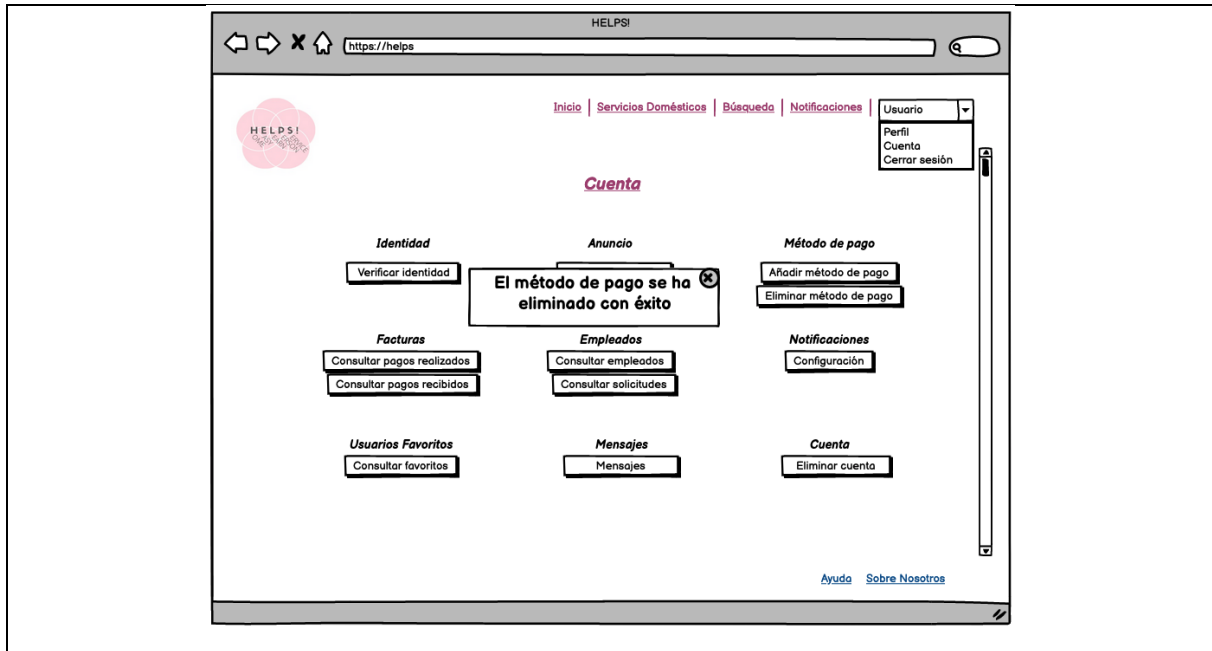 HELPS!
https://helps
Inicio
Servicios Domésticos
Búsqueda
Notificaciones
Usuario
Perfil
Cuenta
Cerrar sesión
HELPS!
Cuenta
Identidad
Anuncio
Método de pago
Verificar identidad
El método de pago se ha
eliminado con éxito
Añadir método de pago
Eliminar método de pago
Facturas
Empleados
Notificaciones
Consultar pagos realizados
Consultar empleados
Configuración
Consultar pagos recibidos
Consultar solicitudes
Usuarios Favoritos
Mensajes
Cuenta
Consultar favoritos
Mensajes
Eliminar cuenta
Ayuda
Sobre Nosotros